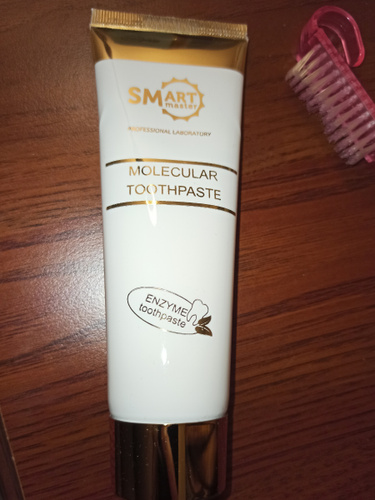 SMART
master
PROFESSIONAL LABORATORY
MOLECULAR
TOOTHPASTE
ENZYME
toothpaste